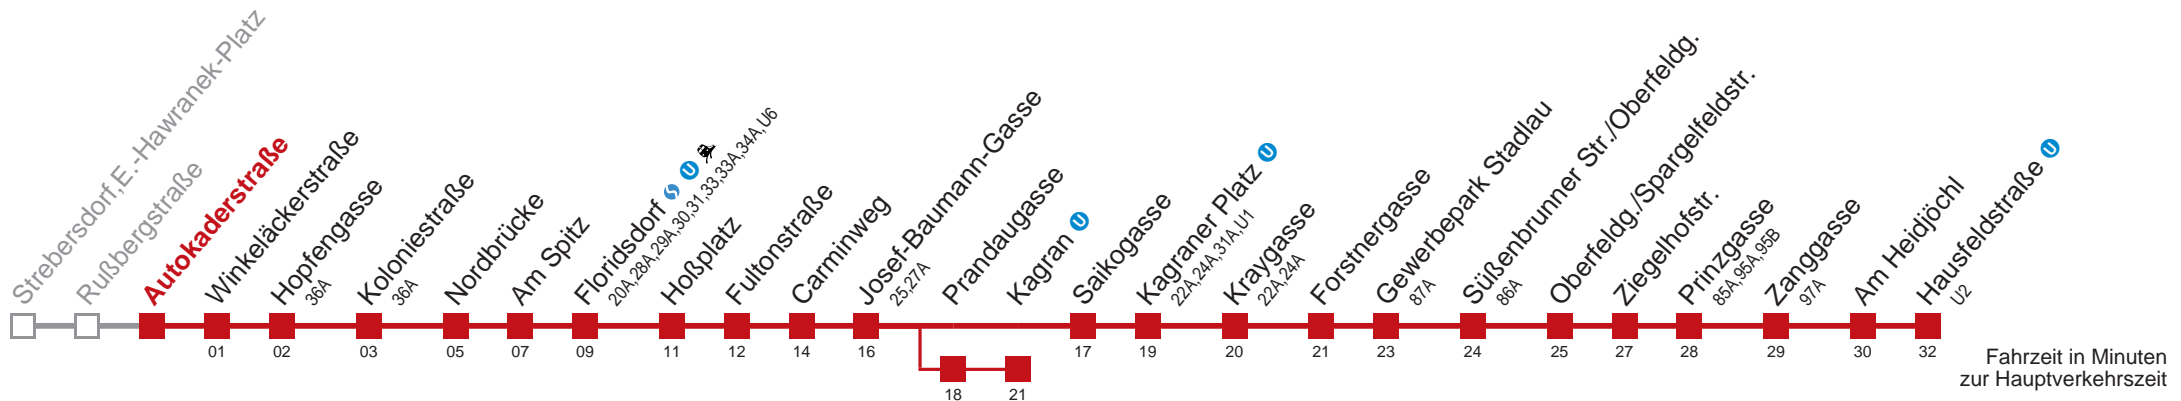 Strebersdorf,E.-Hawranek-Platz
Rußbergstraße
Autokaderstraße
Winkeläckerstraße
01
Hopfengasse
36A
02
Koloniestraße
36A
03
Nordbrücke
05
Am Spitz
07
Floridsdorf S U
20A,28A,29A,30,31,33,33A,34A,U6
09
Hoßplatz
11
Fultonstraße
12
Carminweg
14
Josef-Baumann-Gasse
25,27A
16
Prandaugasse
18
Kagran U
21
Saikogasse
17
Kagraner Platz U
22A,24A,31A,U1
19
Kraygasse
22A,24A
20
Forstnergasse
21
Gewerbepark Stadlau
87A
23
Süßenbrunner Str./Oberfeldg.
86A
24
Oberfeldg./Spargelfeldstr.
25
Ziegelhofstr.
27
Prinzgasse
85A,95A,95B
28
Zanggasse
97A
29
Am Heidjöchl
30
Hausfeldstraße U
U2
32
Fahrzeit in Minuten
zur Hauptverkehrszeit